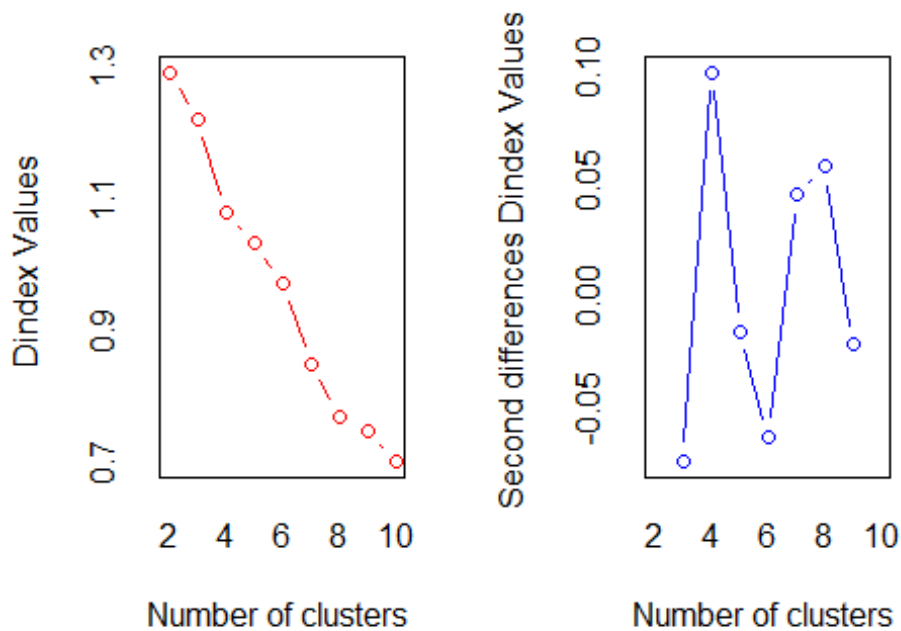 Dindex Values
1.3
1.1
0.9
0.7
2 4 6 8 10
Number of clusters
Second differences Dindex Values
0.10
0.05
0.00
-0.05
2 4 6 8 10
Number of clusters